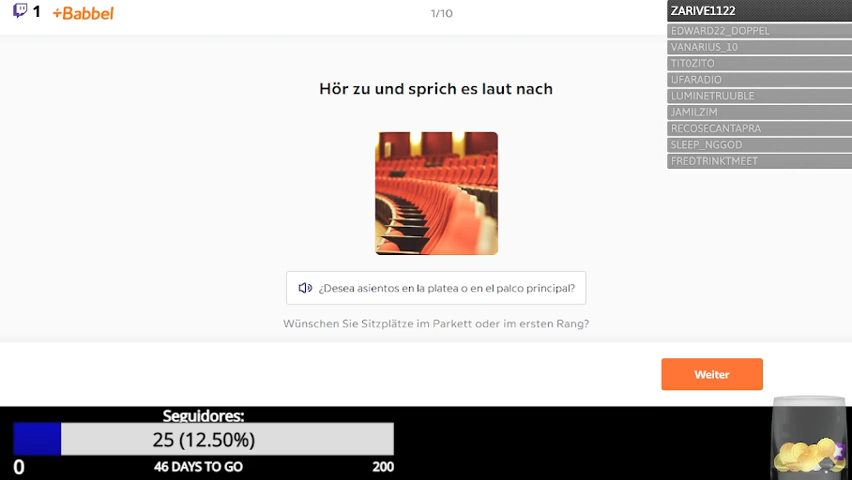 1 +Babbel
1/10
ZARIVE1122
EDWARD22_DOPPEL
VANARIUS_10
TIT0ZITO
UFARADIO
LUMINETRUUBLE
JAMILZIM
RECOSECANTAPRA
SLEEP_NGGOD
FREDTRINKTMEET
Hör zu und sprich es laut nach
¿Desea asientos en la platea o en el palco principal?
Wünschen Sie Sitzplätze im Parkett oder im ersten Rang?
Weiter
Seguidores:
25 (12.50%)
0 46 DAYS TO GO 200